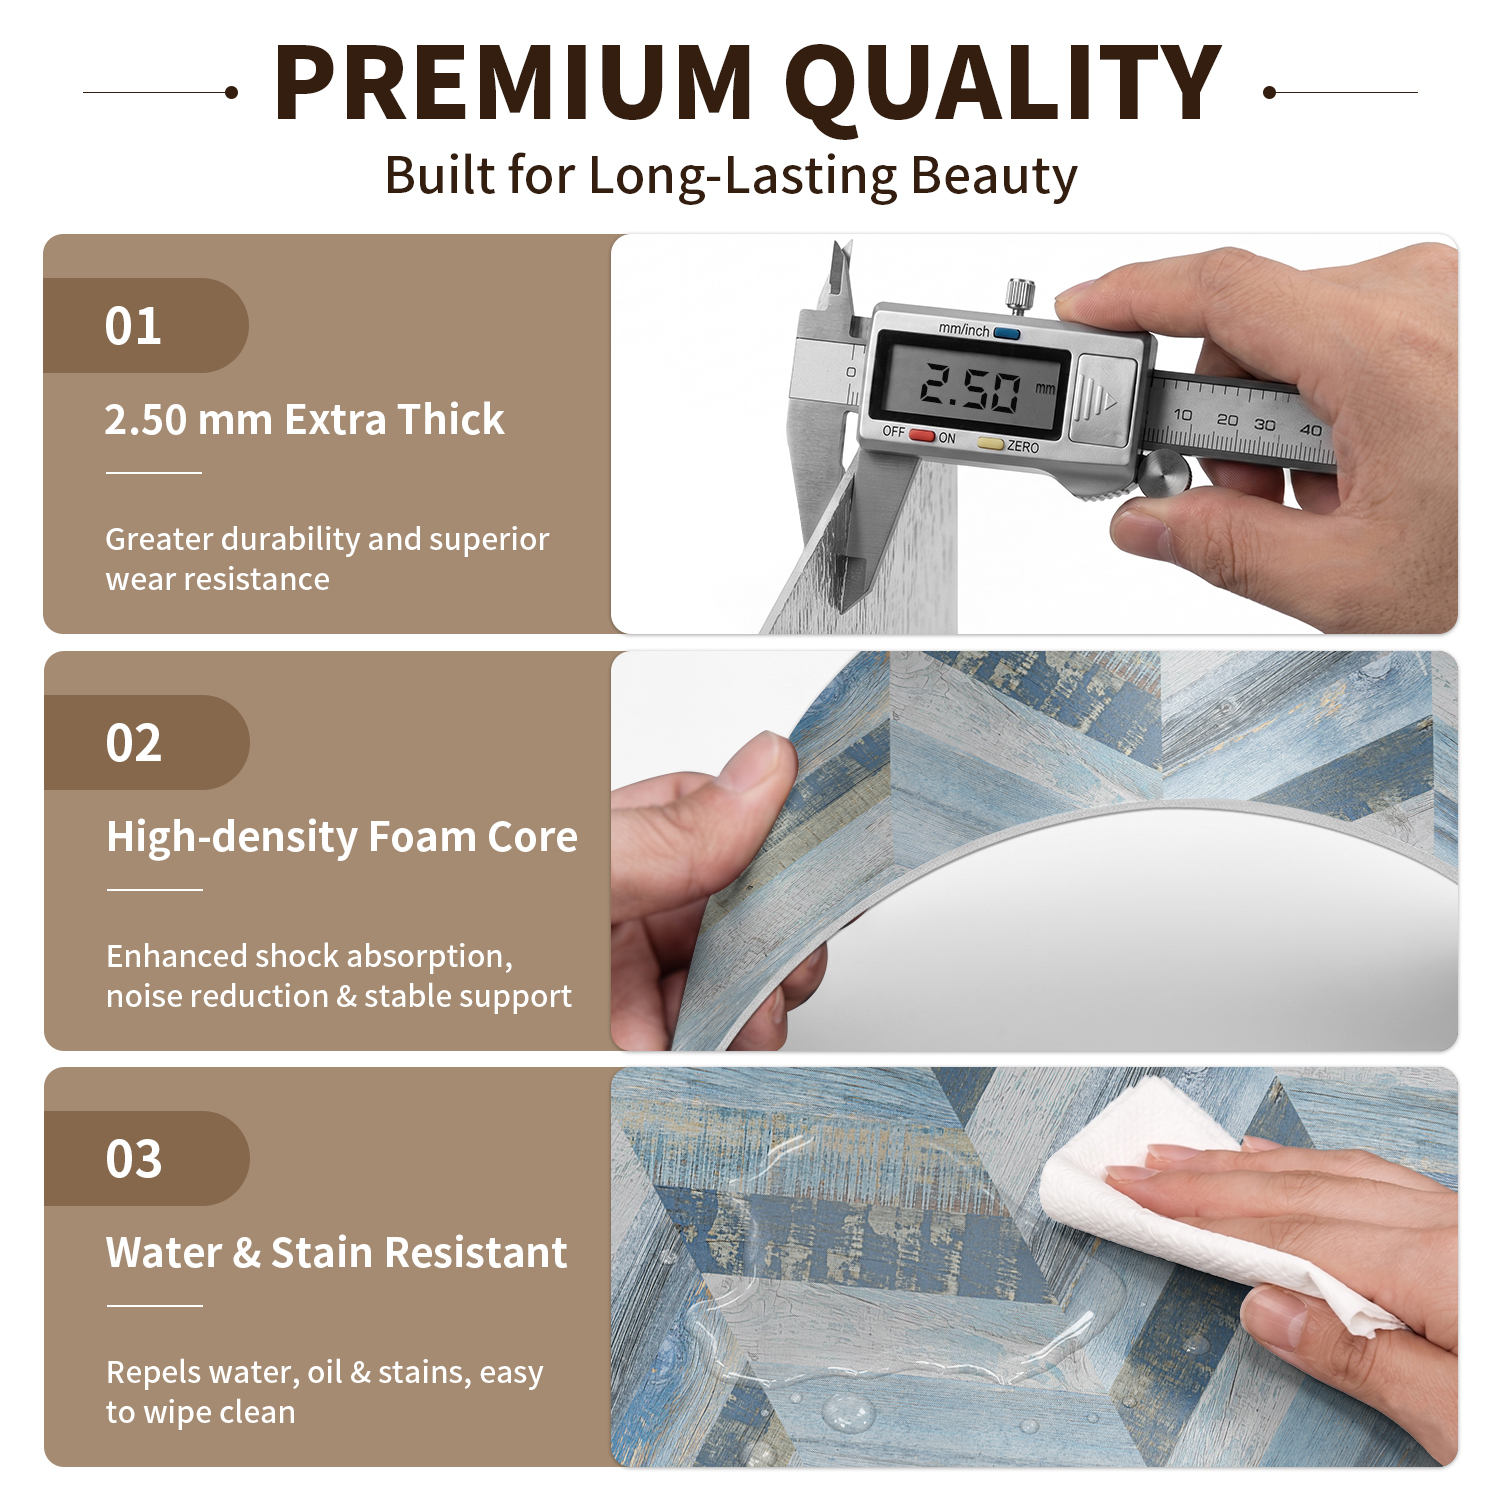 PREMIUM QUALITY
Built for Long-Lasting Beauty
01
2.50 mm Extra Thick
Greater durability and superior
wear resistance
mm/inch
0
2.50 mm
OFF ON ZERO
10 20 30 40
02
High-density Foam Core
Enhanced shock absorption,
noise reduction & stable support
03
Water & Stain Resistant
Repels water, oil & stains, easy
to wipe clean